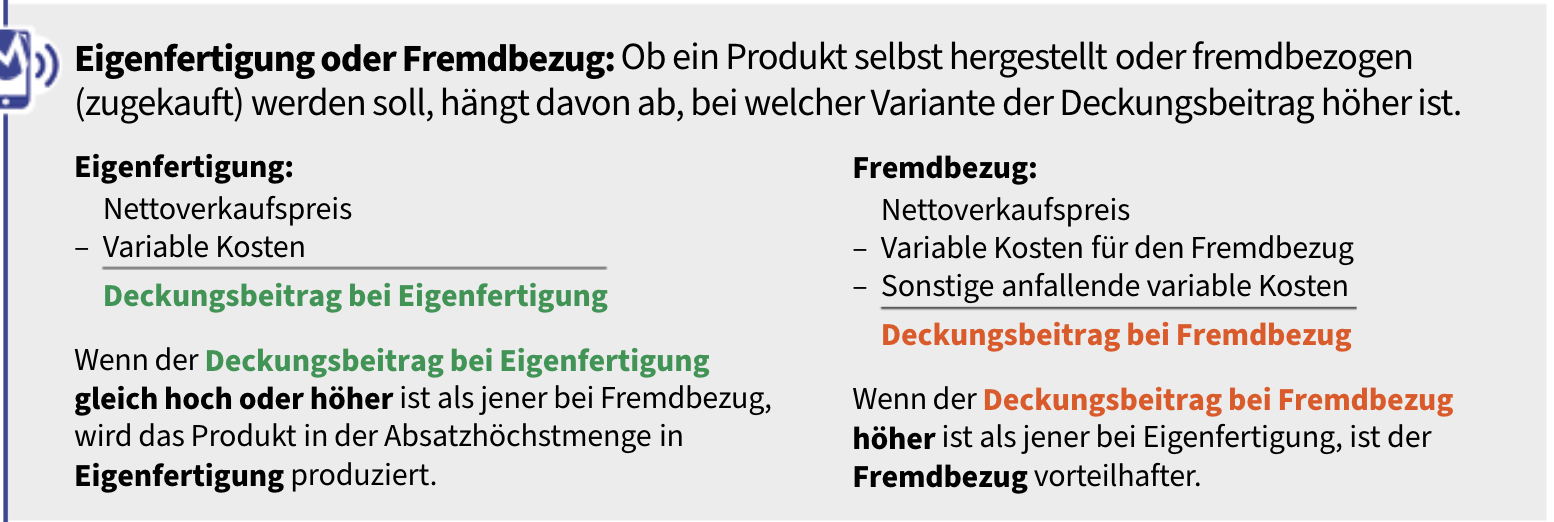 Eigenfertigung oder Fremdbezug: Ob ein Produkt selbst hergestellt oder fremdbezogen
(zugekauft) werden soll, hängt davon ab, bei welcher Variante der Deckungsbeitrag höher ist.
Eigenfertigung:
Nettoverkaufspreis
– Variable Kosten
Deckungsbeitrag bei Eigenfertigung
Wenn der Deckungsbeitrag bei Eigenfertigung
gleich hoch oder höher ist als jener bei Fremdbezug,
wird das Produkt in der Absatzhöchstmenge in
Eigenfertigung produziert.
Fremdbezug:
Nettoverkaufspreis
– Variable Kosten für den Fremdbezug
– Sonstige anfallende variable Kosten
Deckungsbeitrag bei Fremdbezug
Wenn der Deckungsbeitrag bei Fremdbezug
höher ist als jener bei Eigenfertigung, ist der
Fremdbezug vorteilhafter.